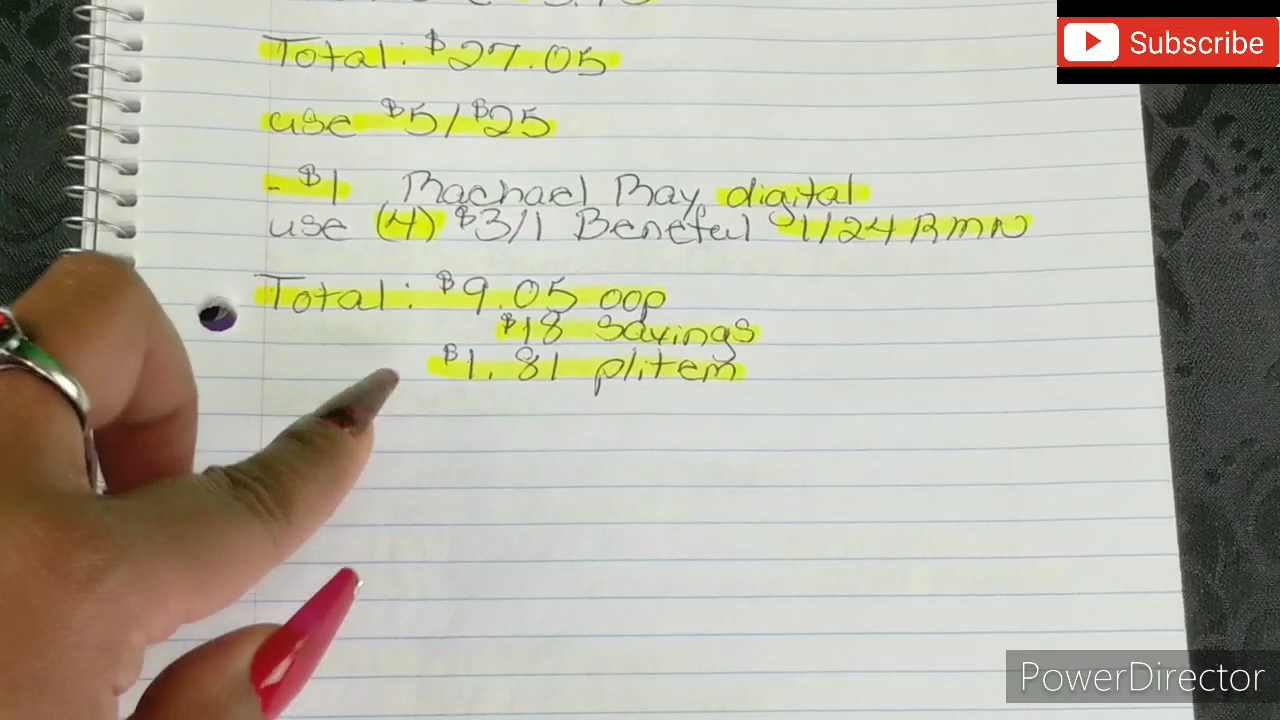 Subscribe
Total: $27.05
use $5/$25
- $1 Rachael Ray digital
use (4) $3/1 Beneful 1/24 RMN
Total: $9.05 oop
$18 savings
$1.81 p/item
PowerDirector